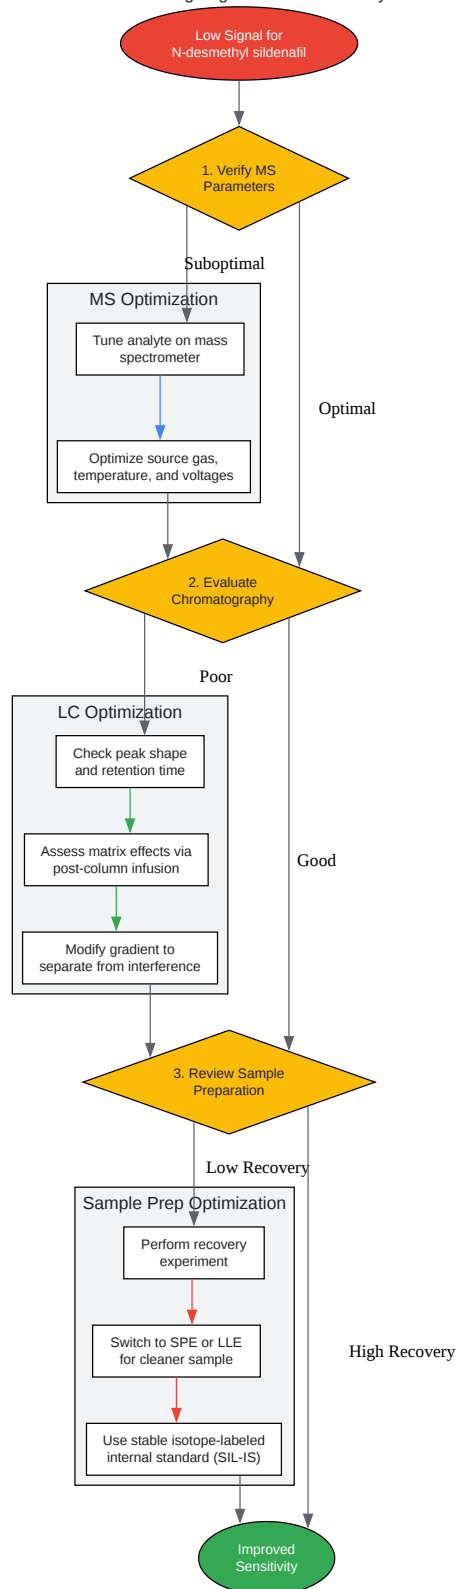 Low Signal for
N-desmethyl sildenafil
1. Verify MS
Parameters
Suboptimal
MS Optimization
Tune analyte on mass
spectrometer
Optimal
Optimize source gas,
temperature, and voltages
2. Evaluate
Chromatography
Poor
LC Optimization
Check peak shape
and retention time
Assess matrix effects via
post-column infusion
Good
Modify gradient to
separate from interference
3. Review Sample
Preparation
Low Recovery
Sample Prep Optimization
Perform recovery
experiment
Switch to SPE or LLE
for cleaner sample
High Recovery
Use stable isotope-labeled
internal standard (SIL-IS)
Improved
Sensitivity